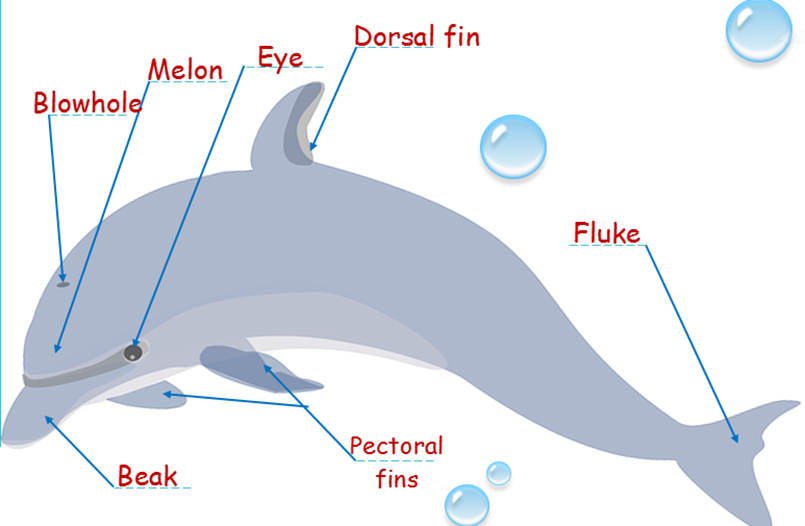 Dorsal fin
Eye
Melon
Blowhole
Fluke
Pectoral
fins
Beak